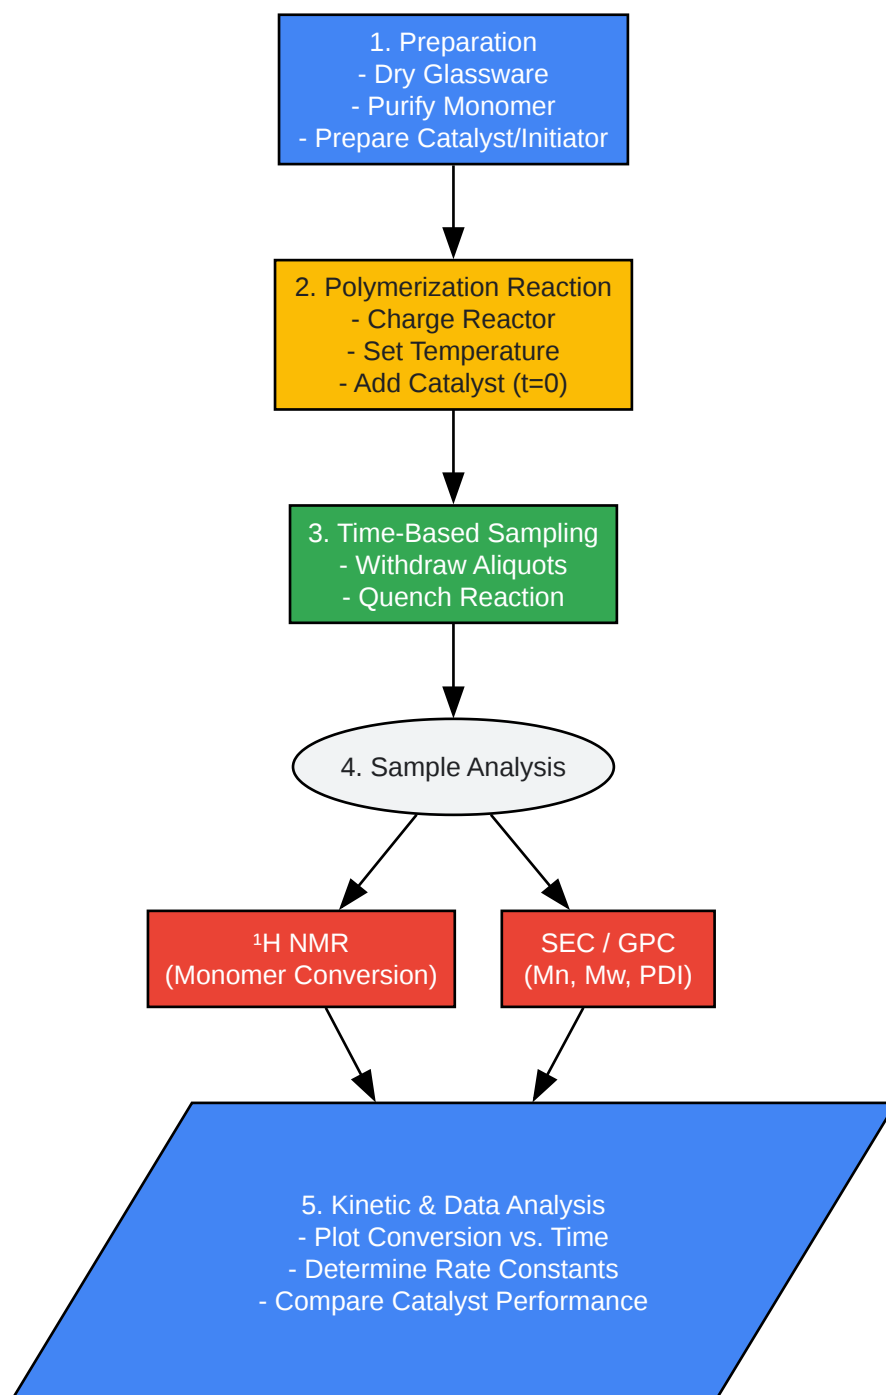 1. Preparation
- Dry Glassware
- Purify Monomer
- Prepare Catalyst/Initiator
2. Polymerization Reaction
- Charge Reactor
- Set Temperature
- Add Catalyst (t=0)
3. Time-Based Sampling
- Withdraw Aliquots
- Quench Reaction
4. Sample Analysis
¹H NMR
(Monomer Conversion)
SEC / GPC
(Mn, Mw, PDI)
5. Kinetic & Data Analysis
- Plot Conversion vs. Time
- Determine Rate Constants
- Compare Catalyst Performance